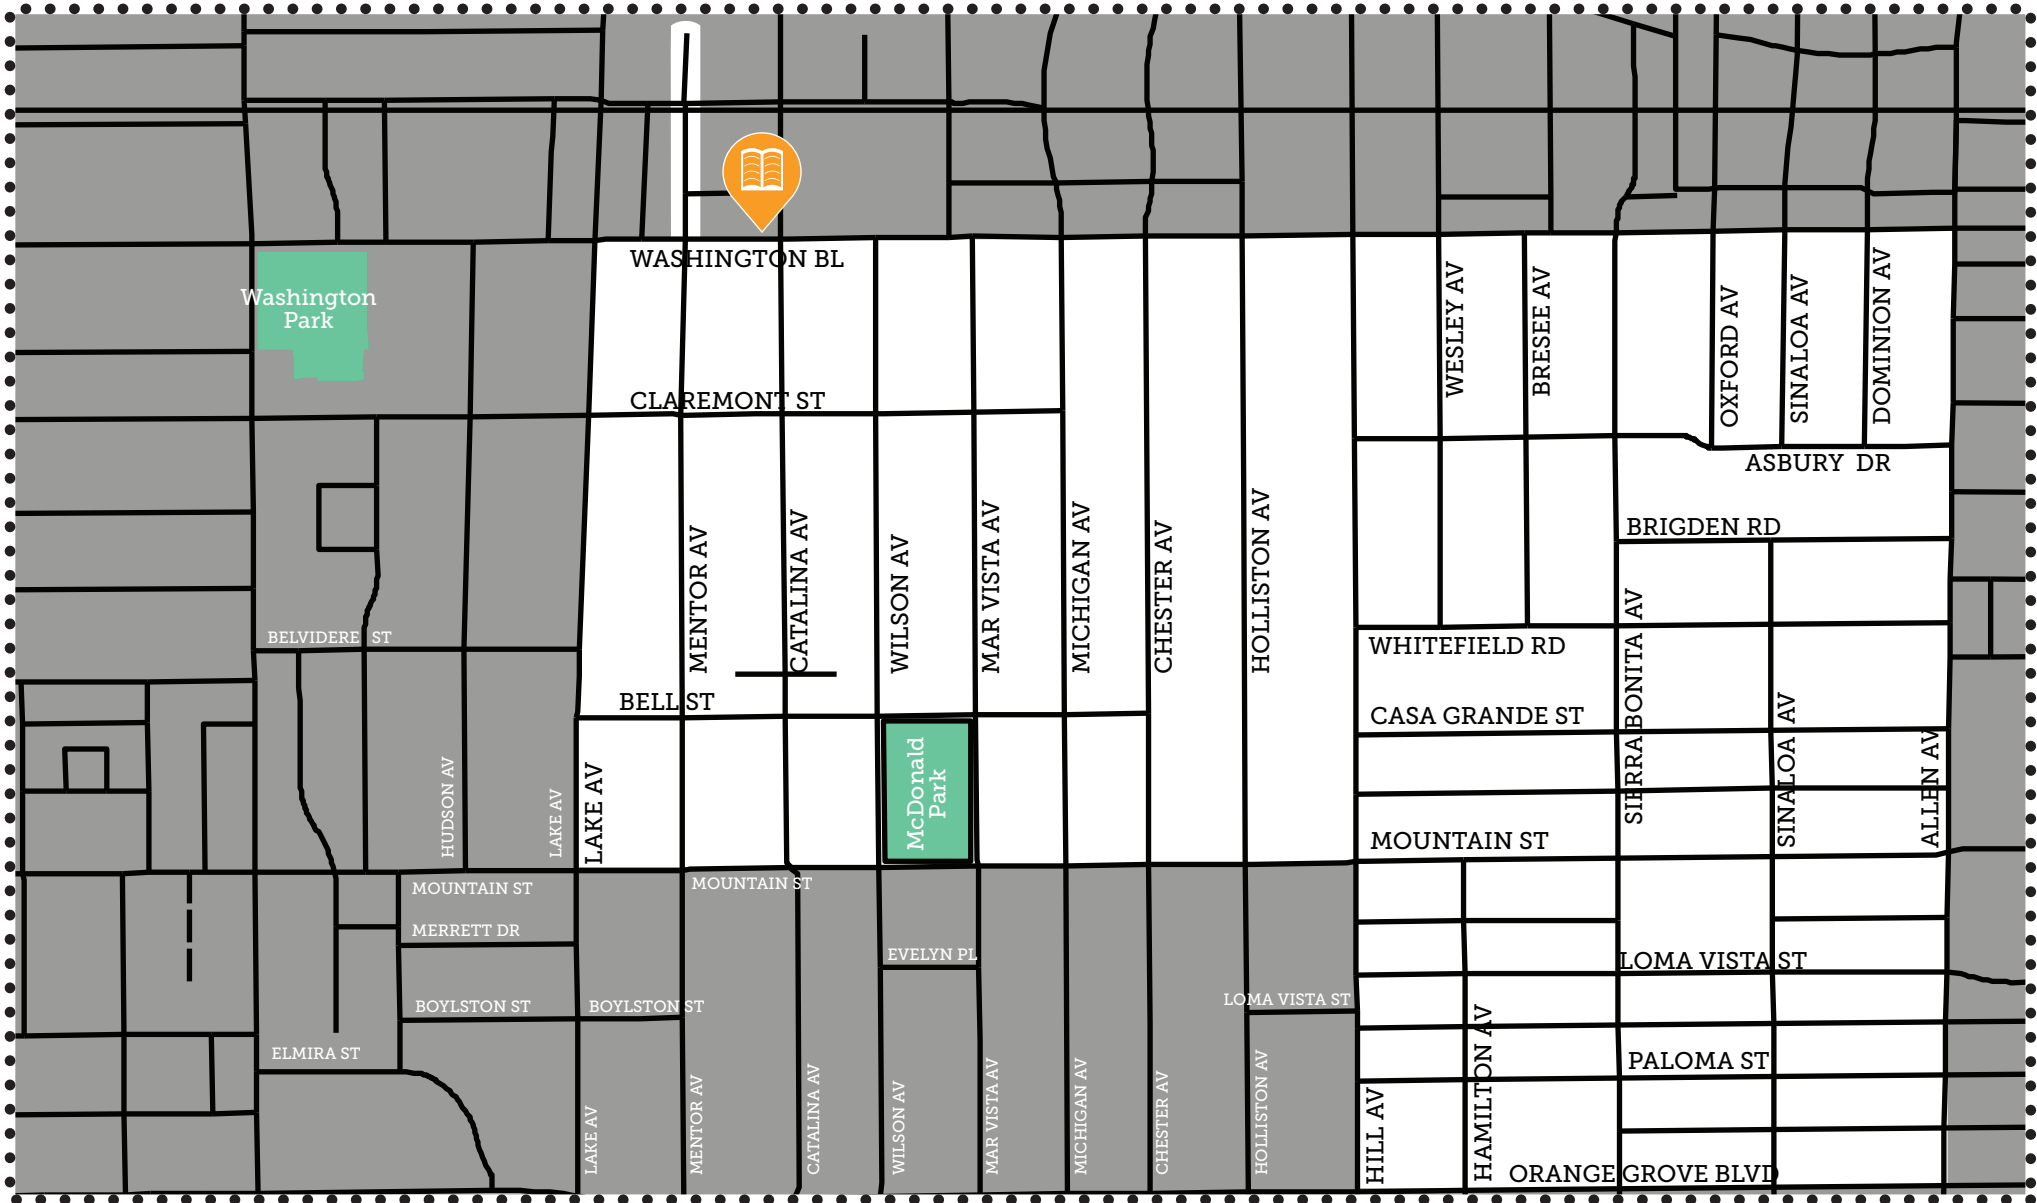 WASHINGTON BL
Washington
Park
WESLEY AV
BRESEE AV
OXFORD AV
SINALOA AV
DOMINION AV
CLAREMONT ST
ASBURY DR
BRIGDEN RD
MENTOR AV
CATALINA AV
WILSON AV
MAR VISTA AV
MICHIGAN AV
CHESTER AV
HOLLISTON AV
BELVIDERE ST
WHITEFIELD RD
SIERRA BONITA AV
BELL ST
CASA GRANDE ST
SINALOA AV
ALLEN AV
HUDSON AV
LAKE AV
LAKE AV
McDonald
Park
MOUNTAIN ST
MOUNTAIN ST
MOUNTAIN ST
MERRETT DR
EVELYN PL
LOMA VISTA ST
BOYLSTON ST
BOYLSTON ST
LOMA VISTA ST
ELMIRA ST
PALOMA ST
LAKE AV
MENTOR AV
CATALINA AV
WILSON AV
MAR VISTA AV
MICHIGAN AV
CHESTER AV
HOLLISTON AV
HILL AV
HAMILTON AV
ORANGE GROVE BLVD